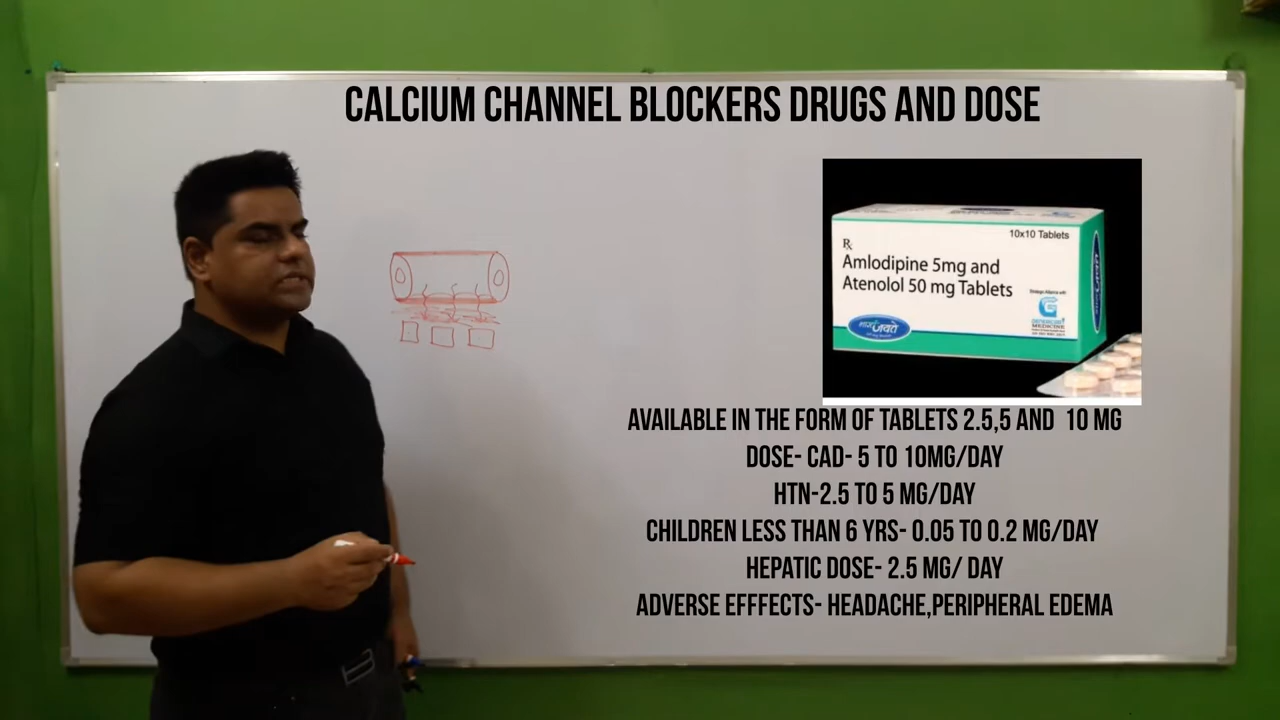 CALCIUM CHANNEL BLOCKERS DRUGS AND DOSE
10x10 Tablets
Rx
Amlodipine 5mg and
Atenolol 50 mg Tablets
AVAILABLE IN THE FORM OF TABLETS 2.5,5 AND 10 MG
DOSE- CAD- 5 TO 10MG/DAY
HTN-2.5 TO 5 MG/DAY
CHILDREN LESS THAN 6 YRS- 0.05 TO 0.2 MG/DAY
HEPATIC DOSE- 2.5 MG/ DAY
ADVERSE EFFFECTS- HEADACHE,PERIPHERAL EDEMA